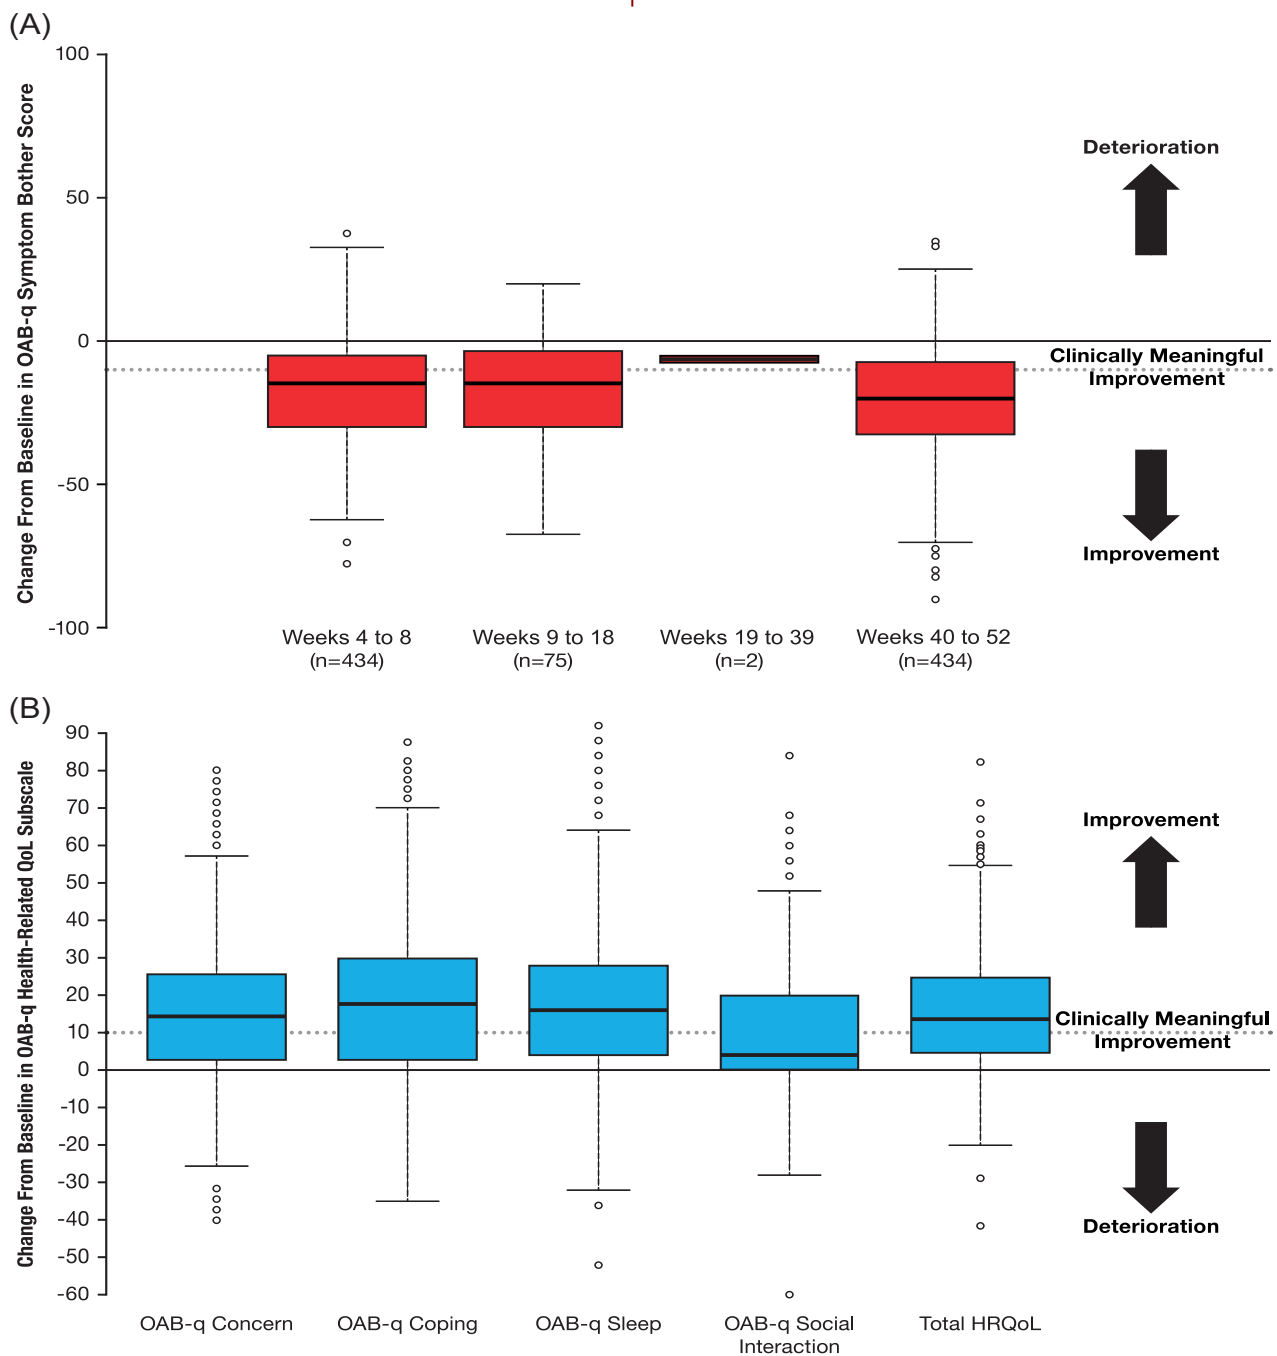 (A)
Change From Baseline in OAB-q Symptom Bother Score
100
50
0
-50
-100
Deterioration
Clinically Meaningful
Improvement
Improvement
Weeks 4 to 8
(n=434)
Weeks 9 to 18
(n=75)
Weeks 19 to 39
(n=2)
Weeks 40 to 52
(n=434)
(B)
Change From Baseline in OAB-q Health-Related QoL Subscale
90
80
70
60
50
40
30
20
10
0
-10
-20
-30
-40
-50
-60
Improvement
Clinically Meaningful
Improvement
Deterioration
OAB-q Concern
OAB-q Coping
OAB-q Sleep
OAB-q Social
Interaction
Total HRQoL